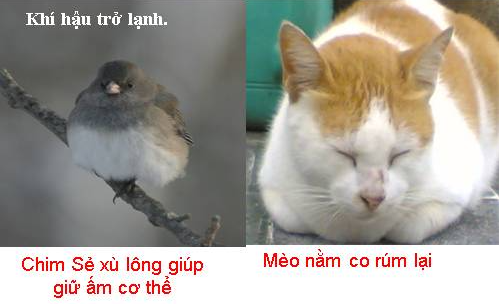 Khí hậu trở lạnh.
Chim Sẻ xù lông giúp
giữ ấm cơ thể
Mèo nằm co rúm lại